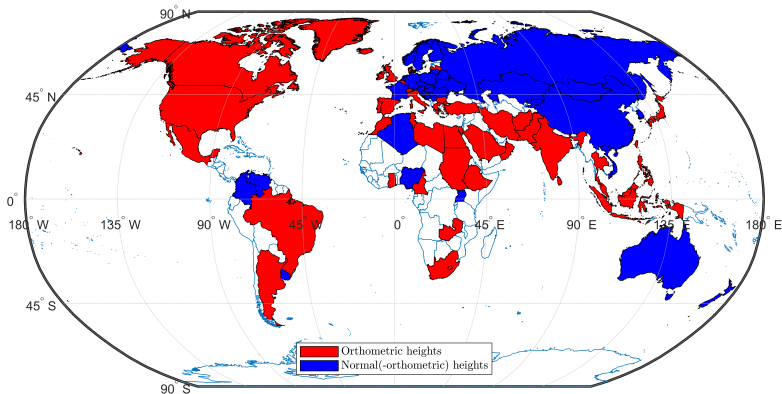 90° N
45° N
0°
180° W 135° W 90° W 45° W 0 45° E 90° E 135° E 180° E
45° S
Orthometric heights
Normal(-orthometric) heights
90° S